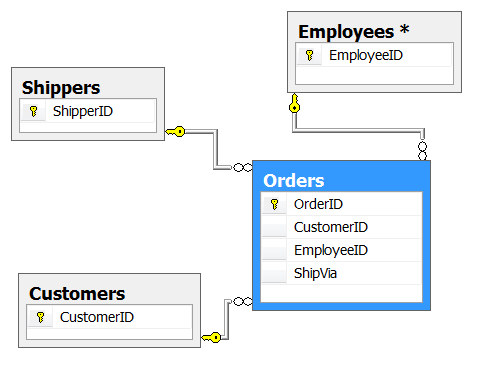 Employees *
EmployeeID
Shippers
ShipperID
Orders
OrderID
CustomerID
EmployeeID
ShipVia
Customers
CustomerID